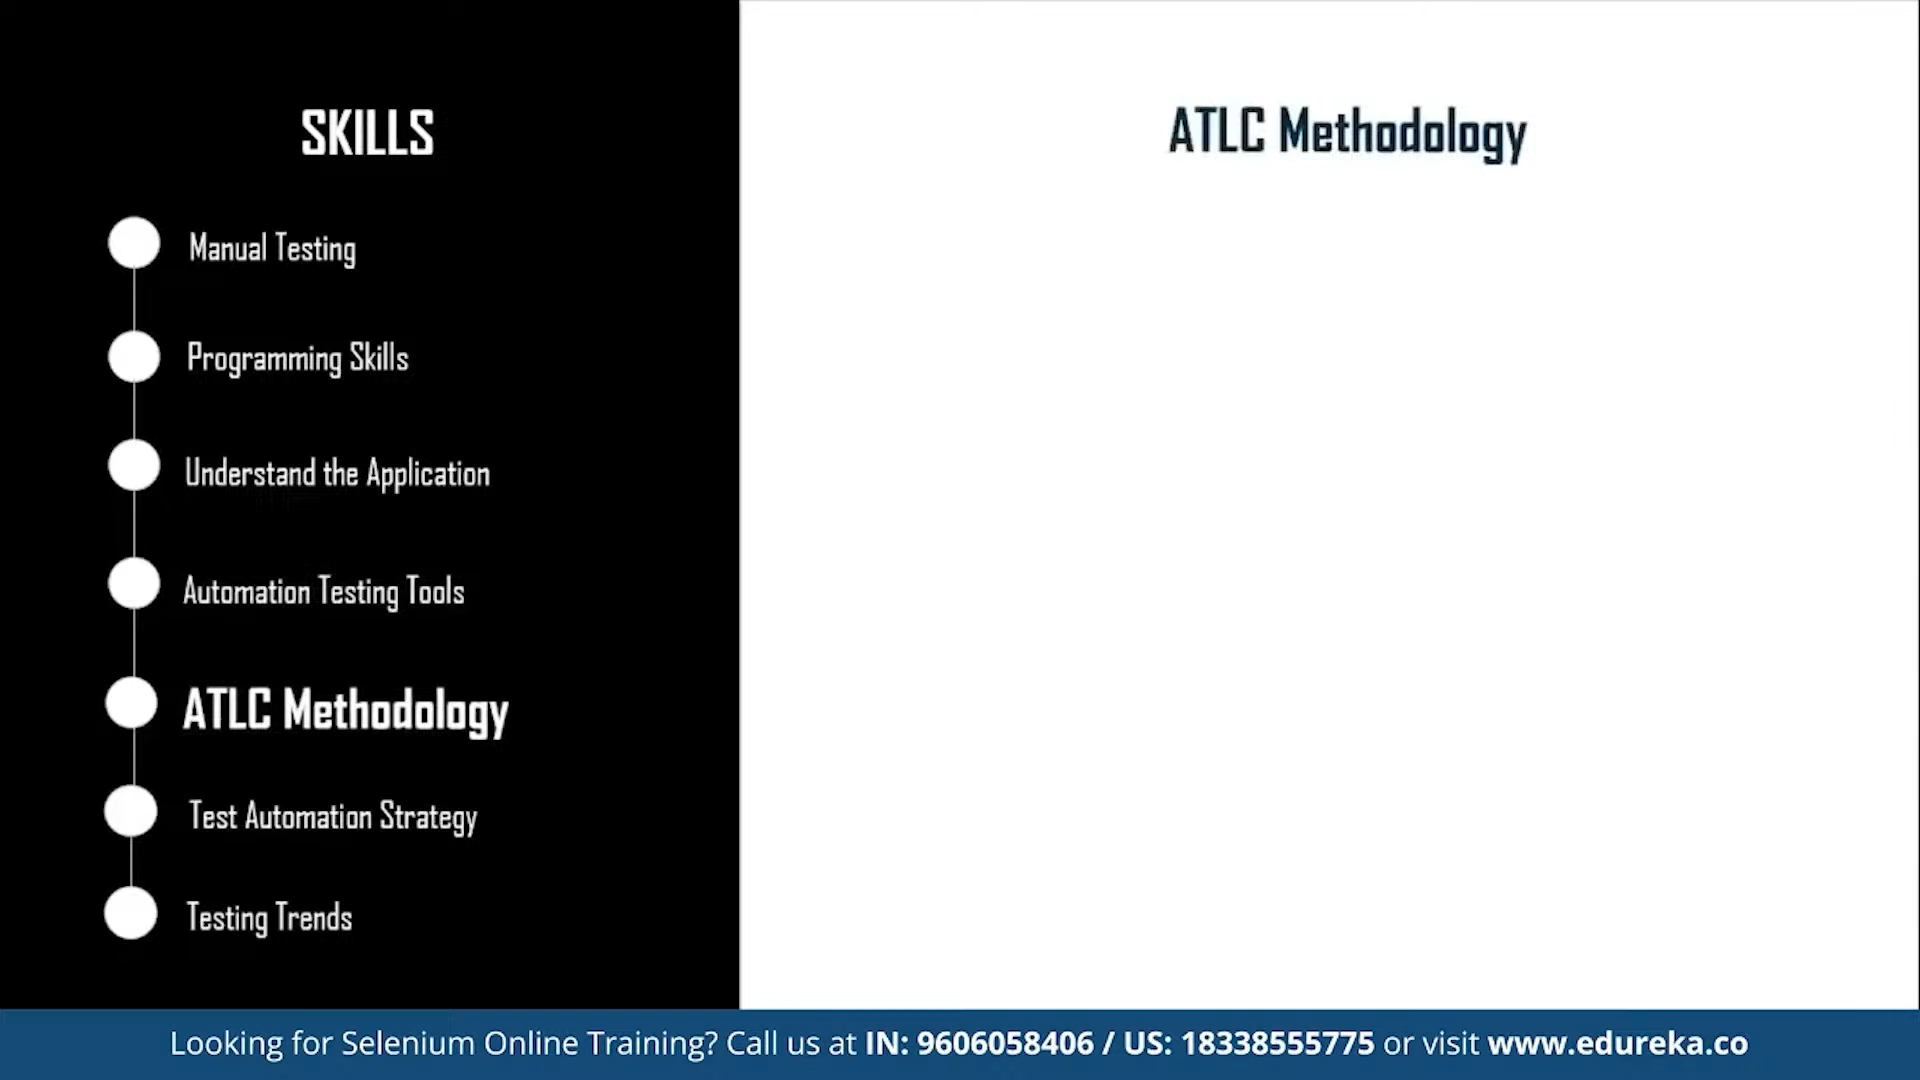 SKILLS
Manual Testing
Programming Skills
Understand the Application
Automation Testing Tools
ATLC Methodology
Test Automation Strategy
Testing Trends
ATLC Methodology
Looking for Selenium Online Training? Call us at IN: 9606058406 / US: 18338555775 or visit www.edureka.co